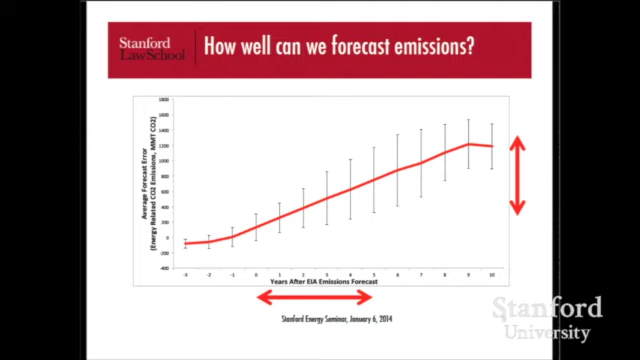 Stanford
LawSchool
How well can we forecast emissions?
Average Forecast Error
(Energy Related CO2 Emissions, MMT CO2)
1800
1600
1400
1200
1000
800
600
400
200
0
-200
-400
-3 -2 -1 0 1 2 3 4 5 6 7 8 9 10
Years After EIA Emissions Forecast
Stanford Energy Seminar, January 6, 2014
Stanford
University